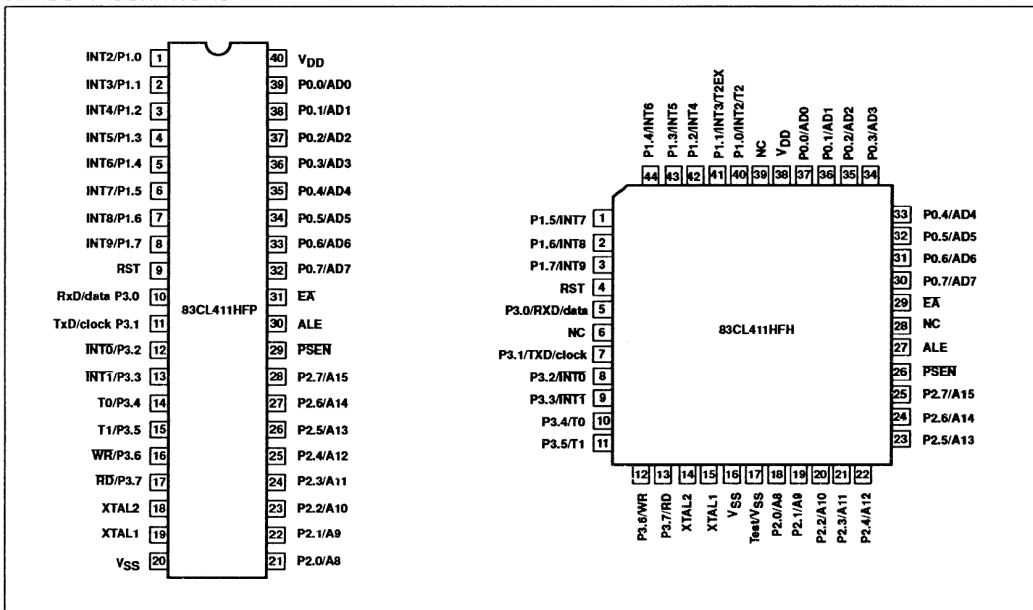 INT2/P1.0 1
INT3/P1.1 2
INT4/P1.2 3
INT5/P1.3 4
INT6/P1.4 5
INT7/P1.5 6
INT8/P1.6 7
INT9/P1.7 8
RST 9
RxD/data P3.0 10
TxD/clock P3.1 11
INT0/P3.2 12
INT1/P3.3 13
T0/P3.4 14
T1/P3.5 15
WR/P3.6 16
RD/P3.7 17
XTAL2 18
XTAL1 19
VSS 20
83CL411HFP
40 VDD
39 P0.0/AD0
38 P0.1/AD1
37 P0.2/AD2
36 P0.3/AD3
35 P0.4/AD4
34 P0.5/AD5
33 P0.6/AD6
32 P0.7/AD7
31 EA
30 ALE
29 PSEN
28 P2.7/A15
27 P2.6/A14
26 P2.5/A13
25 P2.4/A12
24 P2.3/A11
23 P2.2/A10
22 P2.1/A9
21 P2.0/A8
P1.4/INT6 44
P1.3/INT5 43
P1.2/INT4 42
P1.1/INT3/T2EX 41
P1.0/INT2/T2 40
NC 39
VDD 38
P0.0/AD0 37
P0.1/AD1 36
P0.2/AD2 35
P0.3/AD3 34
P1.5/INT7 1
P1.6/INT8 2
P1.7/INT9 3
RST 4
P3.0/RXD/data 5
NC 6
P3.1/TXD/clock 7
P3.2/INT0 8
P3.3/INT1 9
P3.4/T0 10
P3.5/T1 11
83CL411HFH
33 P0.4/AD4
32 P0.5/AD5
31 P0.6/AD6
30 P0.7/AD7
29 EA
28 NC
27 ALE
26 PSEN
25 P2.7/A15
24 P2.6/A14
23 P2.5/A13
12 P3.6/WR
13 P3.7/RD
14 XTAL2
15 XTAL1
16 VSS
17 Test/VSS
18 P2.0/A8
19 P2.1/A9
20 P2.2/A10
21 P2.3/A11
22 P2.4/A12